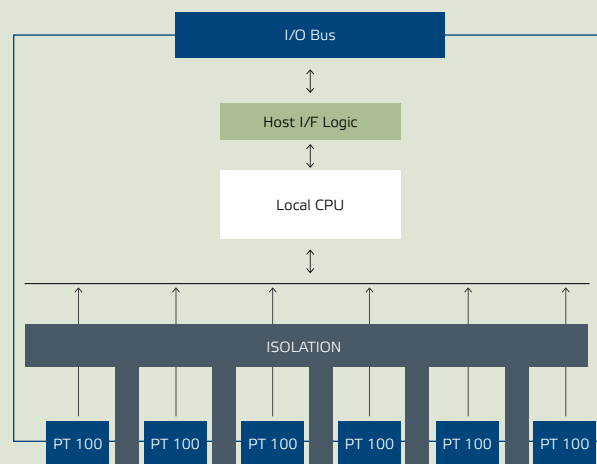 I/O Bus
Host I/F Logic
Local CPU
ISOLATION
PT 100 PT 100 PT 100 PT 100 PT 100 PT 100